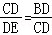 CD/DE = BD/CD